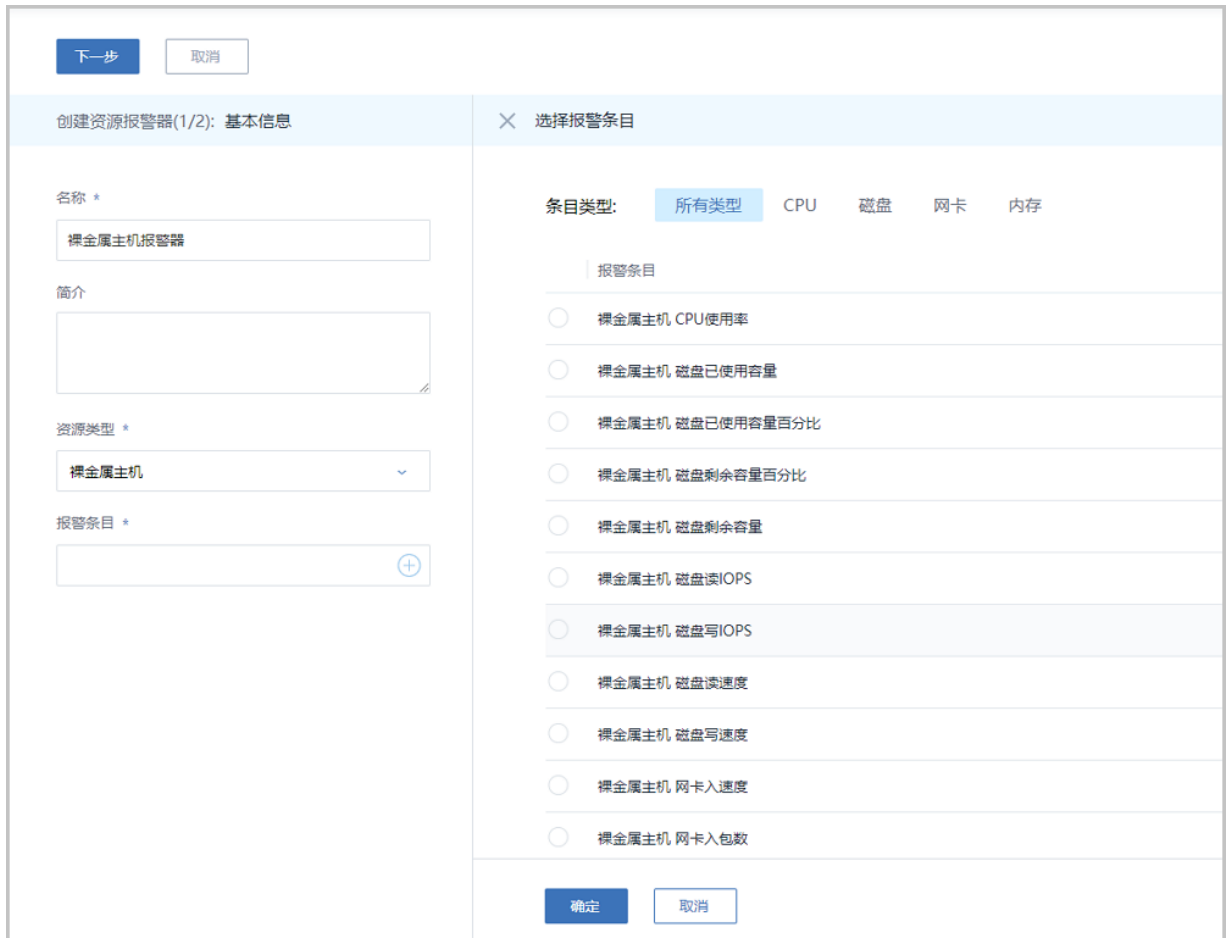 下一步
取消
创建资源报警器(1/2): 基本信息
名称 *
裸金属主机报警器
简介
资源类型 *
裸金属主机
报警条目 *
选择报警条目
条目类型: 所有类型 CPU 磁盘 网卡 内存
报警条目
裸金属主机 CPU使用率
裸金属主机 磁盘已使用容量
裸金属主机 磁盘已使用容量百分比
裸金属主机 磁盘剩余容量百分比
裸金属主机 磁盘剩余容量
裸金属主机 磁盘读IOPS
裸金属主机 磁盘写IOPS
裸金属主机 磁盘读速度
裸金属主机 磁盘写速度
裸金属主机 网卡入速度
裸金属主机 网卡入包数
确定
取消